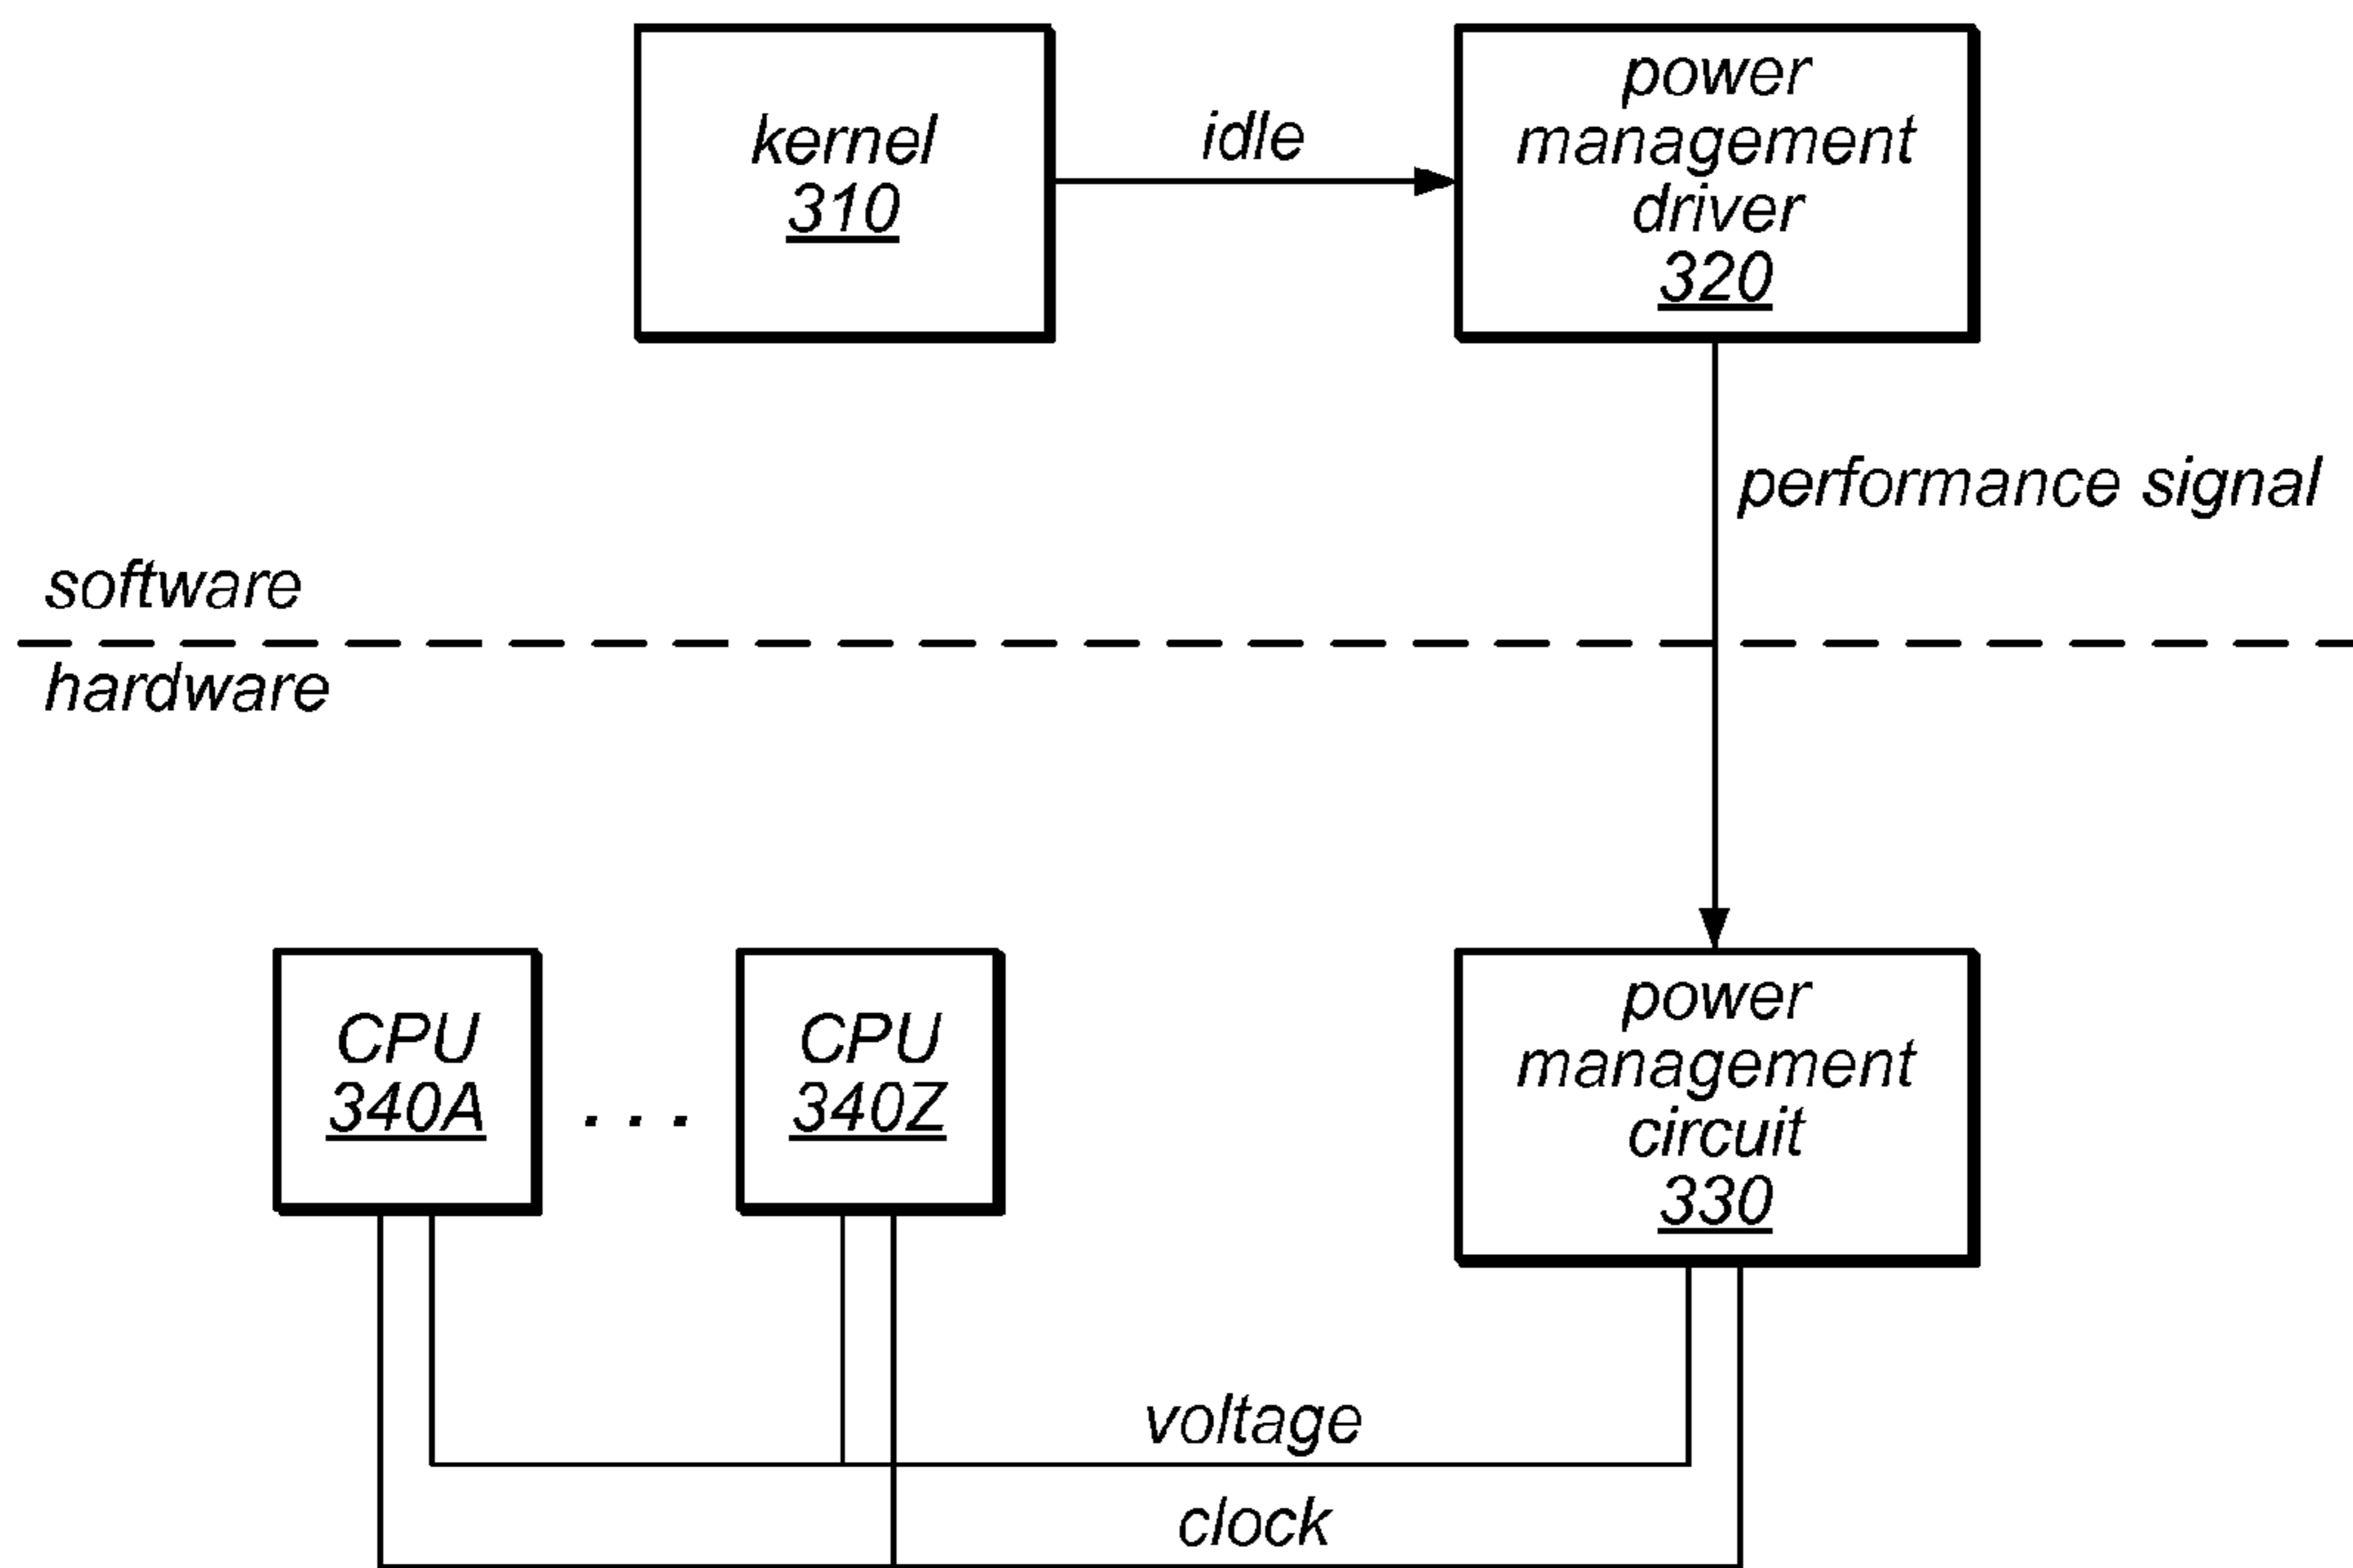 kernel
310
idle
power
management
driver
320
performance signal
software
hardware
CPU
340A
. . .
CPU
340Z
power
management
circuit
330
voltage
clock